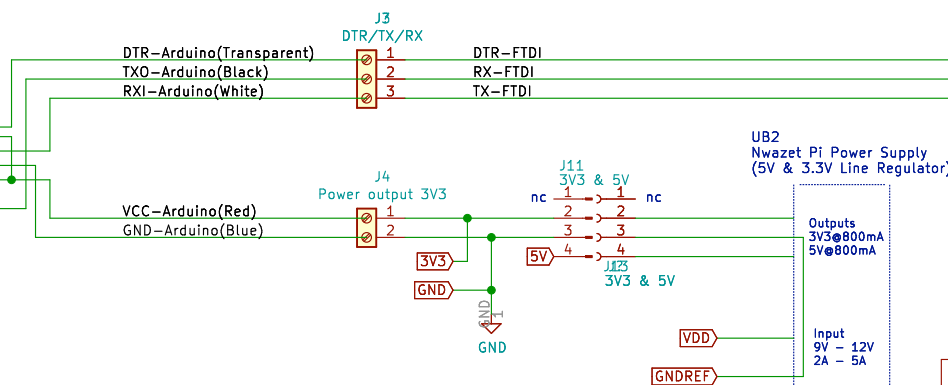 J3
DTR/TX/RX
DTR-Arduino(Transparent) 1 DTR-FTDI
TXO-Arduino(Black) 2 RX-FTDI
RXI-Arduino(White) 3 TX-FTDI
UB2
Nwazet Pi Power Supply
(5V & 3.3V Line Regulator)
J4
Power output 3V3
J11
3V3 & 5V
nc 1 1 nc
VCC-Arduino(Red) 1 2 2
GND-Arduino(Blue) 2 3 3
3V3 5V 4 4
Outputs
3V3@800mA
5V@800mA
3V3 & 5V
GND
GND 1
GND
VDD
Input
9V - 12V
2A - 5A
GNDREF